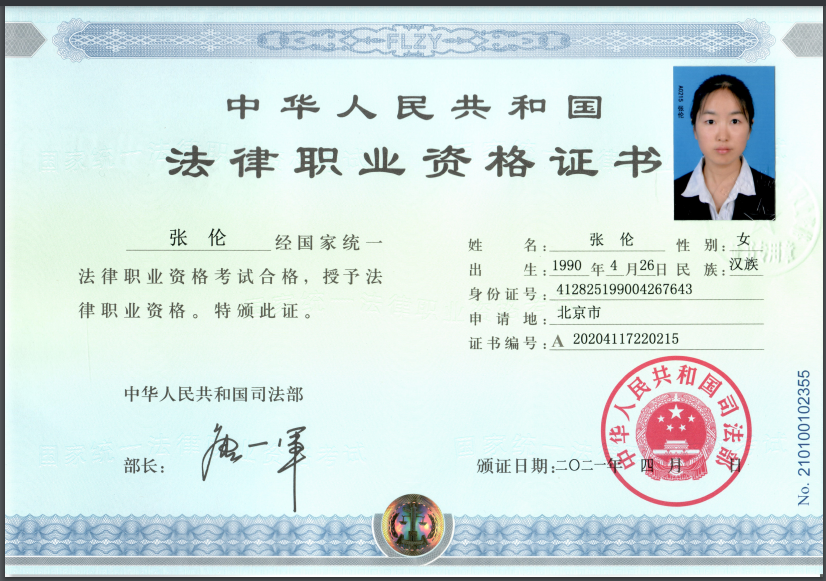 FLZY
中华人民共和国
法律职业资格证书
张 伦 经国家统一
法律职业资格考试合格，授予法
律职业资格。特颁此证。
姓 名: 张 伦 性 别: 女
出 生: 1990 年 4 月 26 日 民 族: 汉族
身份证号: 412825199004267643
申 请 地: 北京市
证书编号: A 20204117220215
中华人民共和国司法部
部长: 唐一军
颁证日期: 二〇二一年 四 月 日
中华人民共和国司法部
No. 210100102355